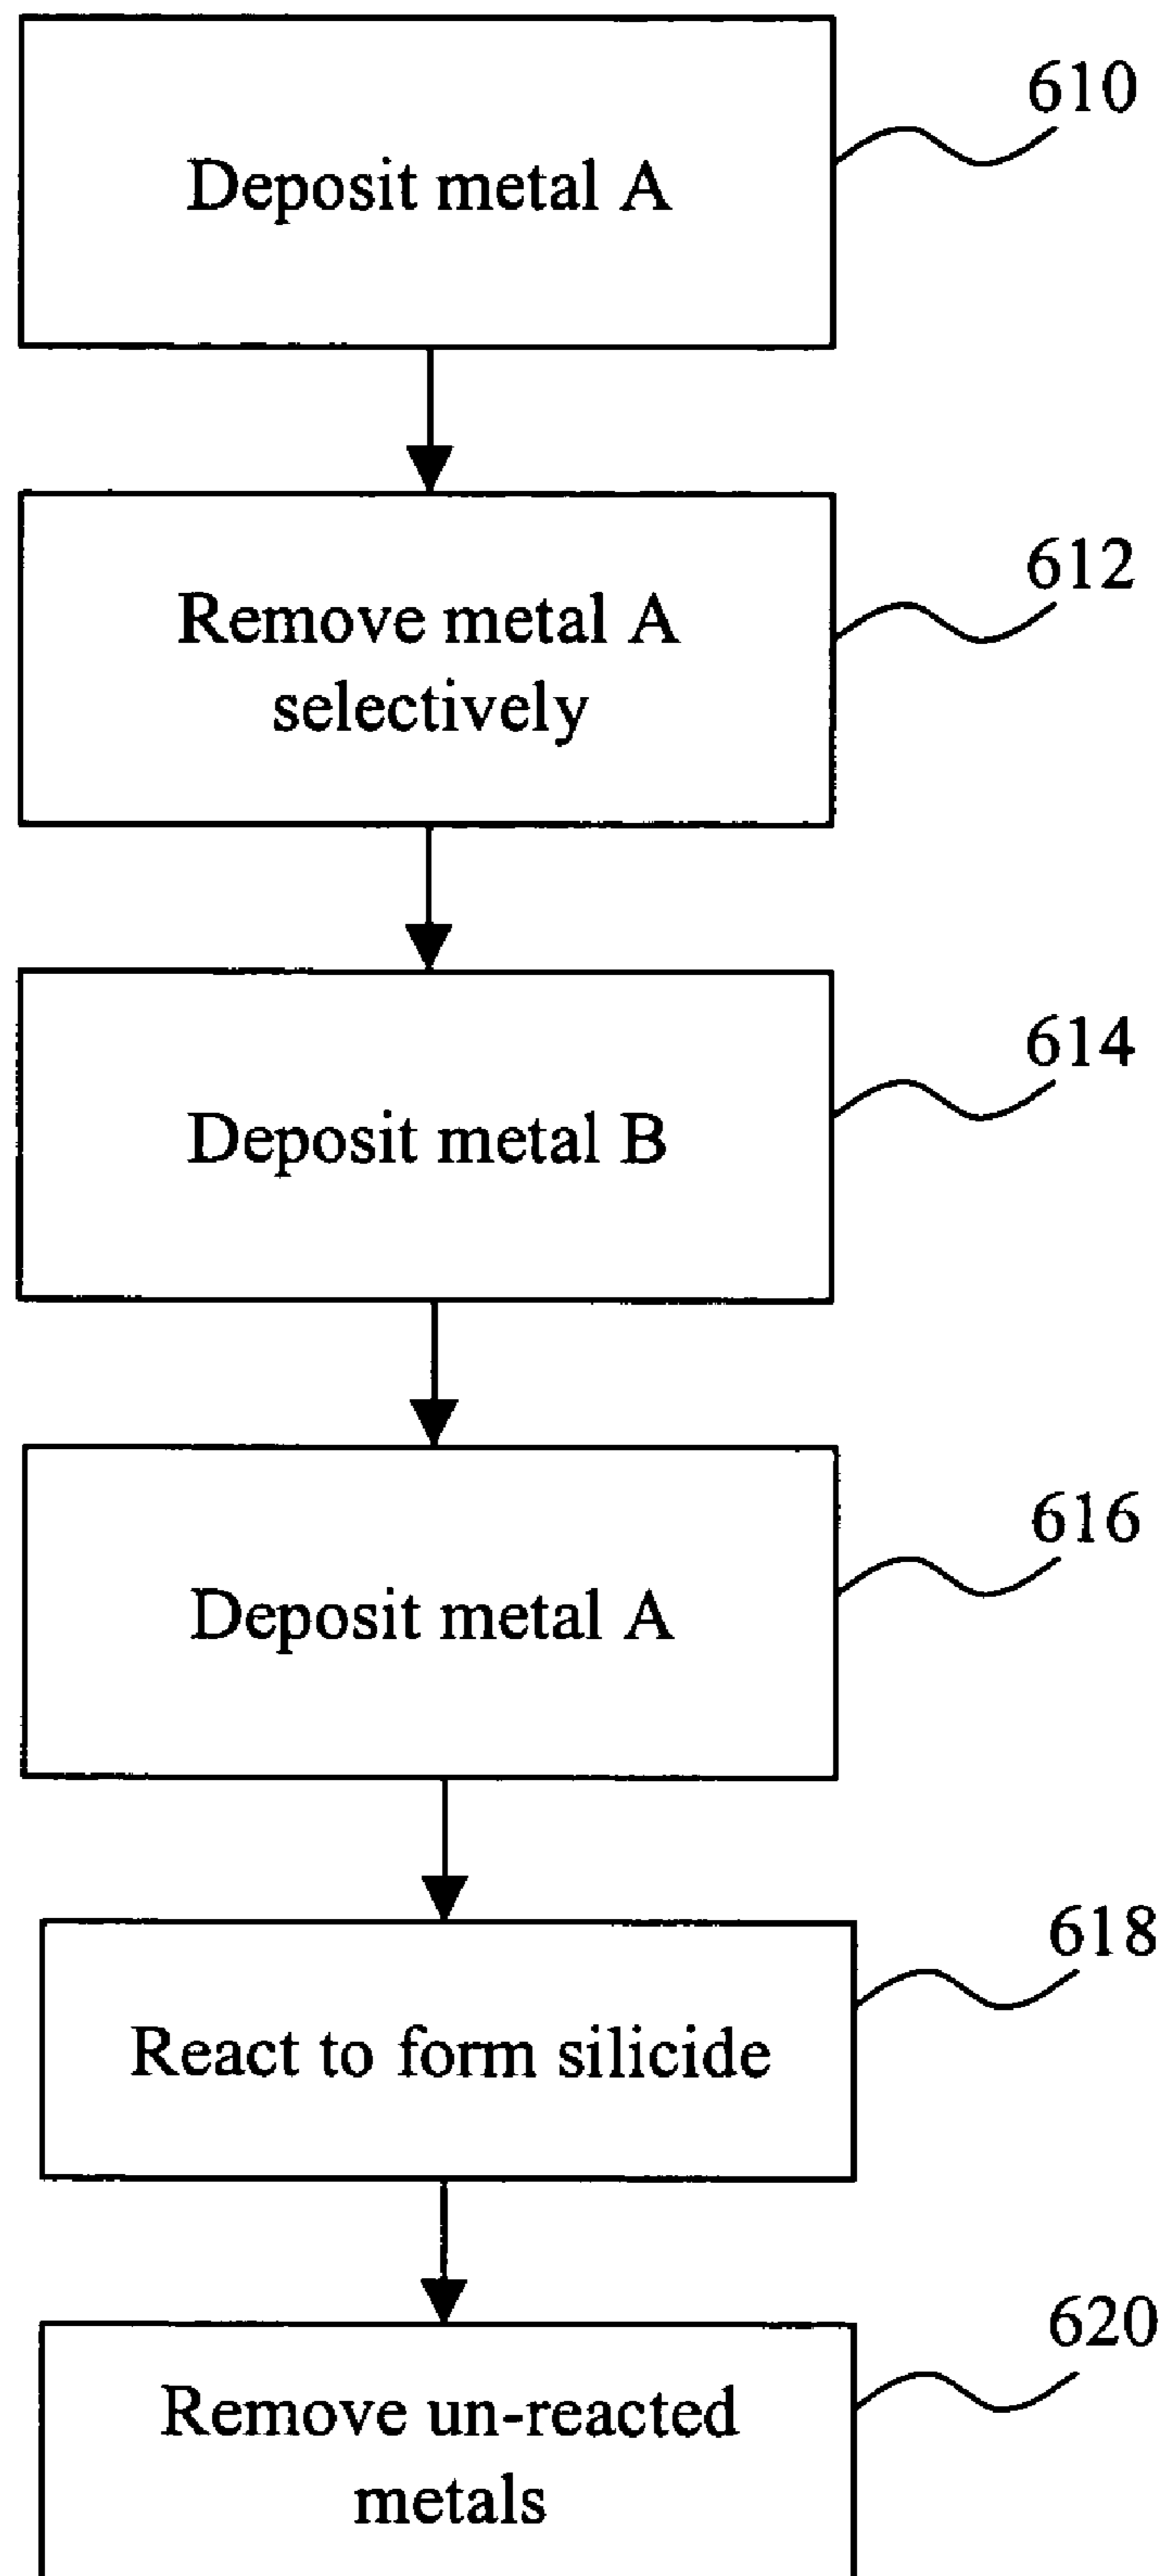 Deposit metal A
610
Remove metal A
selectively
612
Deposit metal B
614
Deposit metal A
616
React to form silicide
618
Remove un-reacted
metals
620